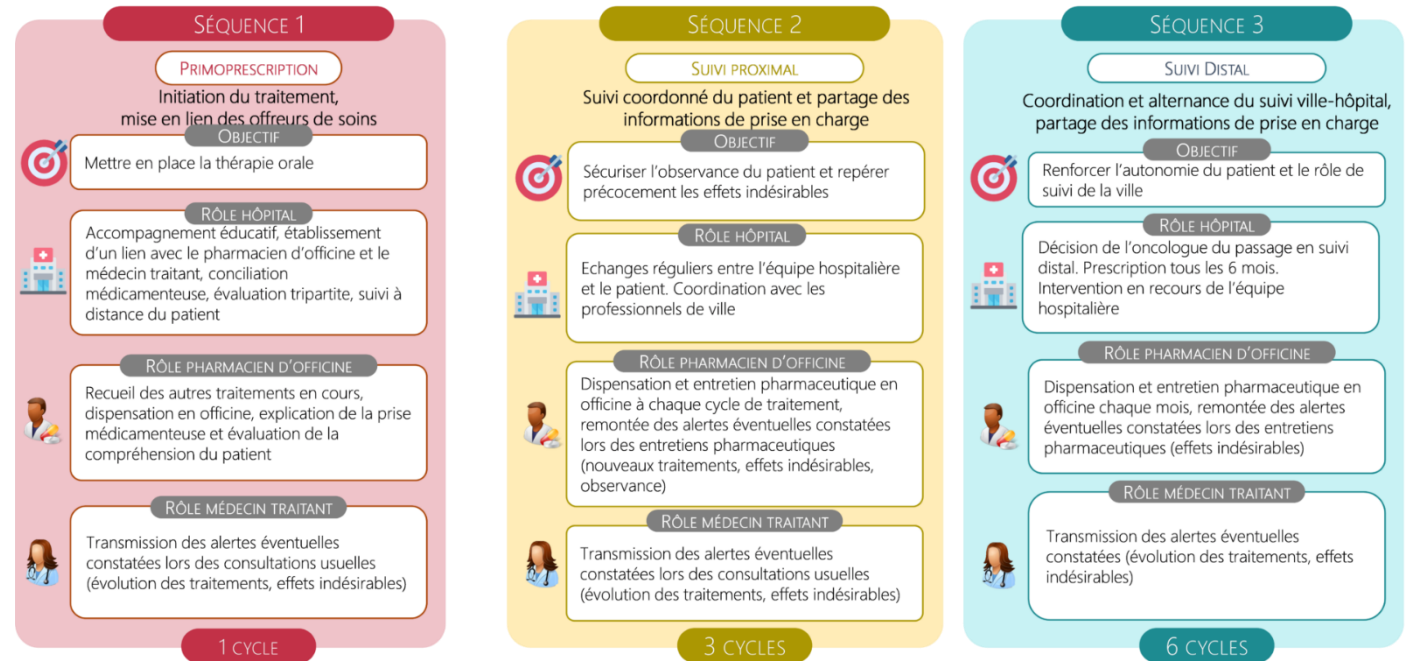 SÉQUENCE 1
PRIMOPRESCRIPTION
Initiation du traitement,
mise en lien des offreurs de soins
OBJECTIF
Mettre en place la thérapie orale
RÔLE HÔPITAL
Accompagnement éducatif, établissement
d'un lien avec le pharmacien d'officine et le
médecin traitant, conciliation
médicamenteuse, évaluation tripartite, suivi à
distance du patient
RÔLE PHARMACIEN D'OFFICINE
Recueil des autres traitements en cours,
dispensation en officine, explication de la prise
médicamenteuse et évaluation de la
compréhension du patient
RÔLE MÉDECIN TRAITANT
Transmission des alertes éventuelles
constatées lors des consultations usuelles
(évolution des traitements, effets indésirables)
1 CYCLE
SÉQUENCE 2
SUIVI PROXIMAL
Suivi coordonné du patient et partage des
informations de prise en charge
OBJECTIF
Sécuriser l'observance du patient et repérer
précocement les effets indésirables
RÔLE HÔPITAL
Echanges réguliers entre l'équipe hospitalière
et le patient. Coordination avec les
professionnels de ville
RÔLE PHARMACIEN D'OFFICINE
Dispensation et entretien pharmaceutique en
officine à chaque cycle de traitement,
remontée des alertes éventuelles constatées
lors des entretiens pharmaceutiques
(nouveaux traitements, effets indésirables,
observance)
RÔLE MÉDECIN TRAITANT
Transmission des alertes éventuelles
constatées lors des consultations usuelles
(évolution des traitements, effets indésirables)
3 CYCLES
SÉQUENCE 3
SUIVI DISTAL
Coordination et alternance du suivi ville-hôpital,
partage des informations de prise en charge
OBJECTIF
Renforcer l'autonomie du patient et le rôle de
suivi de la ville
RÔLE HÔPITAL
Décision de l'oncologue du passage en suivi
distal. Prescription tous les 6 mois.
Intervention en recours de l'équipe
hospitalière
RÔLE PHARMACIEN D'OFFICINE
Dispensation et entretien pharmaceutique en
officine chaque mois, remontée des alertes
éventuelles constatées lors des entretiens
pharmaceutiques (effets indésirables)
RÔLE MÉDECIN TRAITANT
Transmission des alertes éventuelles
constatées (évolution des traitements, effets
indésirables)
6 CYCLES